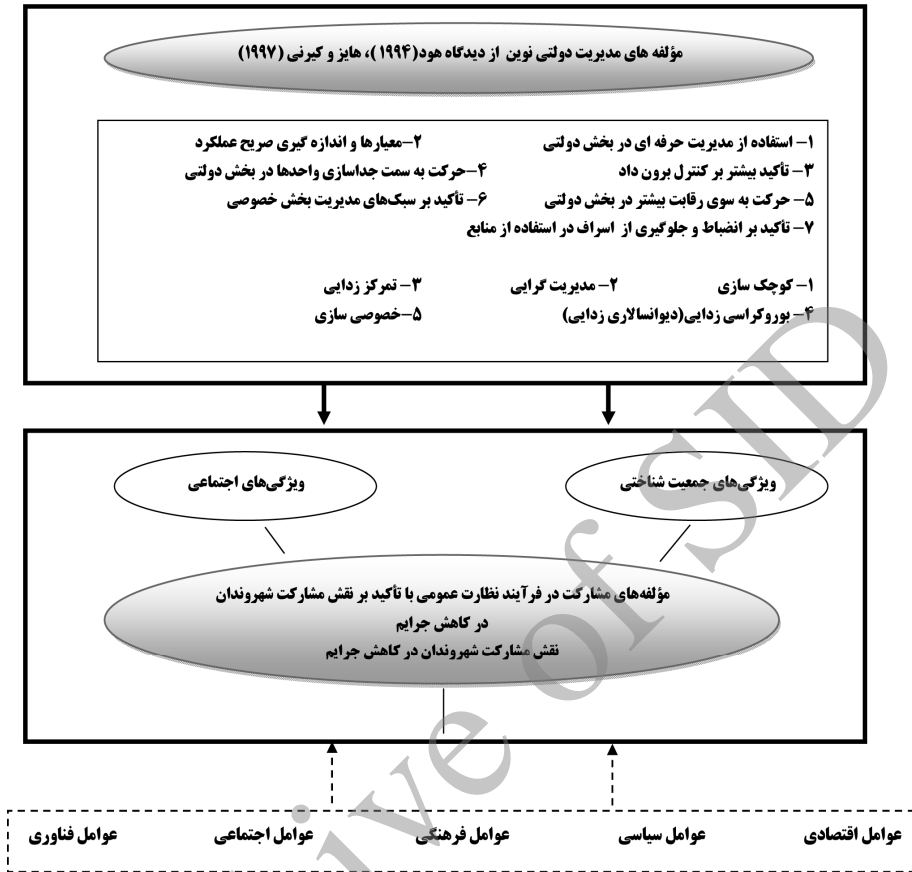 مؤلفه های مدیریت دولتی نوین از دیدگاه هود(۱۹۹۴)، هایز و کیرنی (۱۹۹۷)
۱- استفاده از مدیریت حرفه ای در بخش دولتی ۲-معیارها و اندازه گیری صریح عملکرد
۳- تأکید بیشتر بر کنترل برون داد ۴-حرکت به سمت جداسازی واحدها در بخش دولتی
۵- حرکت به سوی رقابت بیشتر در بخش دولتی ۶- تأکید بر سبک‌های مدیریت بخش خصوصی
۷- تأکید بر انضباط و جلوگیری از اسراف در استفاده از منابع
۱- کوچک سازی ۲- مدیریت گرایی ۳- تمرکز زدایی
۴- بوروکراسی زدایی(دیوانسالاری زدایی) ۵-خصوصی سازی
ویژگی‌های جمعیت شناختی ویژگی‌های اجتماعی
مؤلفه‌های مشارکت در فرآیند نظارت عمومی با تأکید بر نقش مشارکت شهروندان
در کاهش جرایم
نقش مشارکت شهروندان در کاهش جرایم
عوامل اقتصادی عوامل سیاسی عوامل فرهنگی عوامل اجتماعی عوامل فناوری
ive of SID